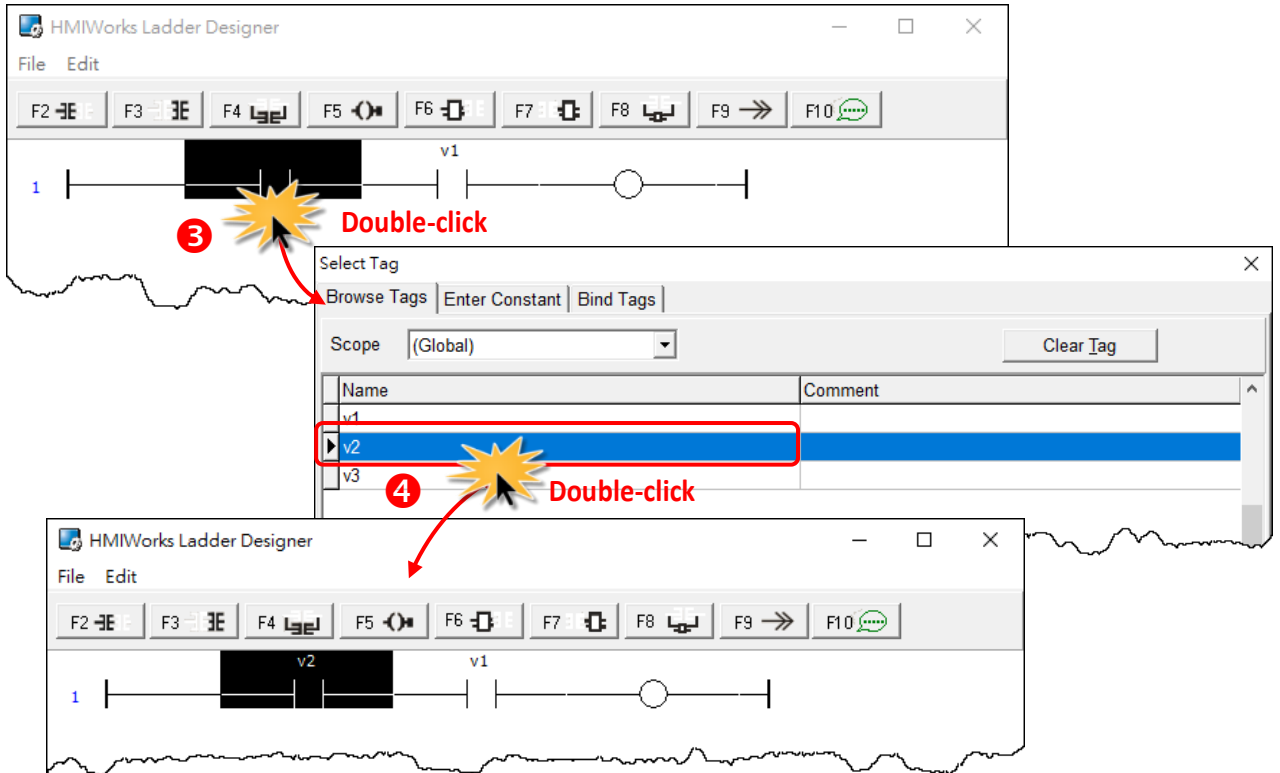 HMIWorks Ladder Designer
File Edit
F2 F3 F4 F5 F6 F7 F8 F9 F10
v1
1
❸ Double-click
Select Tag
Browse Tags Enter Constant Bind Tags
Scope (Global) Clear Tag
Name Comment
v1
v2
v3
❹ Double-click
HMIWorks Ladder Designer
File Edit
F2 F3 F4 F5 F6 F7 F8 F9 F10
v2 v1
1